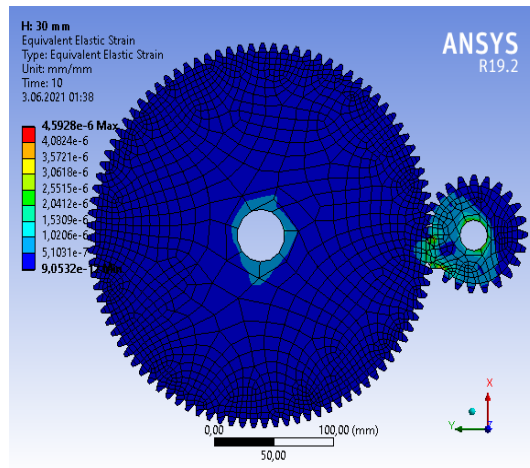 H: 30 mm
Equivalent Elastic Strain
Type: Equivalent Elastic Strain
Unit: mm/mm
Time: 10
3.06.2021 01:38
ANSYS
R19.2
4,5928e-6 Max
4,0824e-6
3,5721e-6
3,0618e-6
2,5515e-6
2,0412e-6
1,5309e-6
1,0206e-6
5,1031e-7
X
Y
Z
0,00
100,00 (mm)
50,00